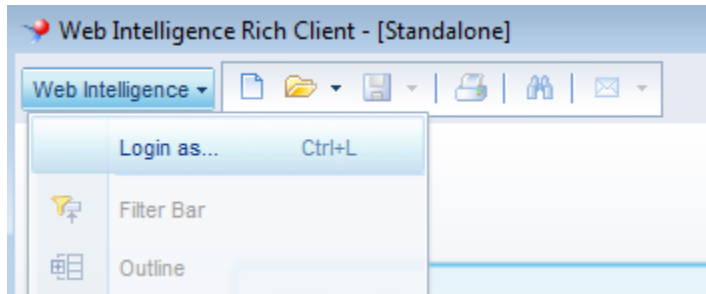 Web Intelligence Rich Client - [Standalone]
Web Intelligence
Login as... Ctrl+L
Filter Bar
Outline